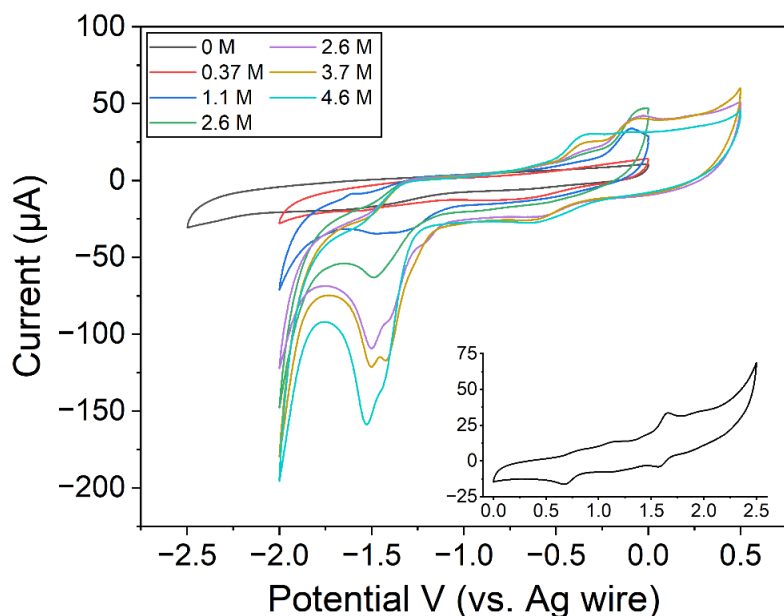 100
50
0
−50
−100
−150
−200
Current (µA)
0 M
0.37 M
1.1 M
2.6 M
2.6 M
3.7 M
4.6 M
75
50
25
0
−25
0.0 0.5 1.0 1.5 2.0 2.5
−2.5 −2.0 −1.5 −1.0 −0.5 0.0 0.5
Potential V (vs. Ag wire)